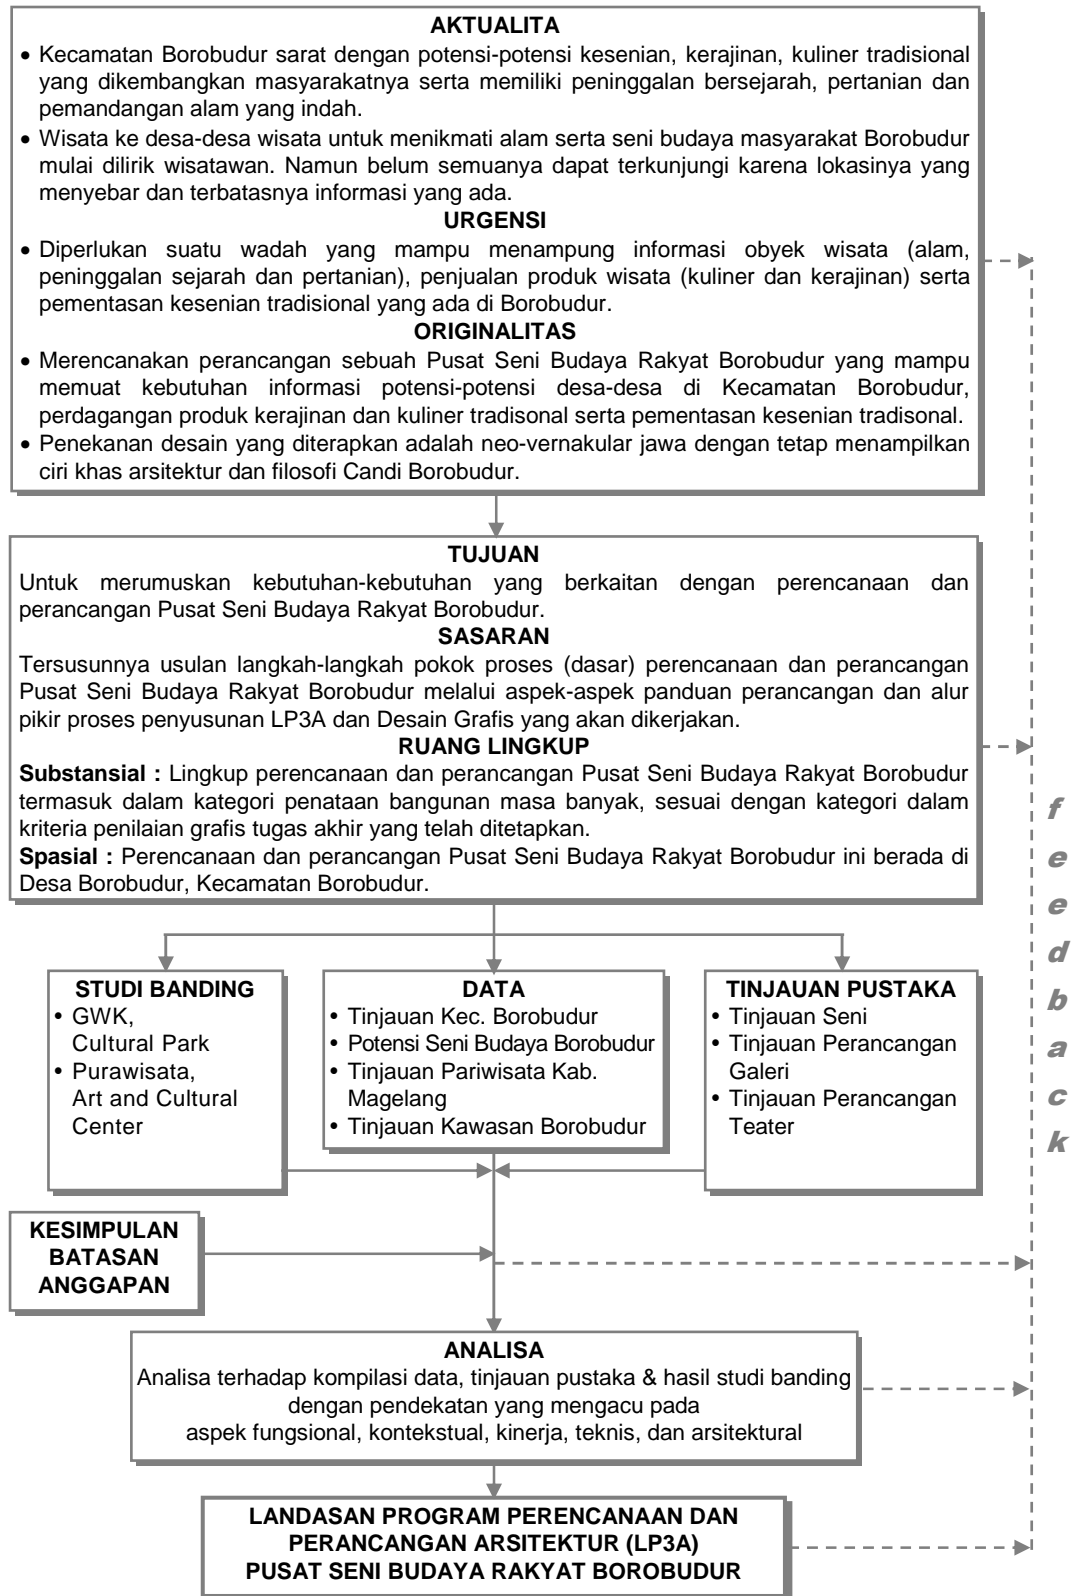 AKTUALITA
• Kecamatan Borobudur sarat dengan potensi-potensi kesenian, kerajinan, kuliner tradisional
yang dikembangkan masyarakatnya serta memiliki peninggalan bersejarah, pertanian dan
pemandangan alam yang indah.
• Wisata ke desa-desa wisata untuk menikmati alam serta seni budaya masyarakat Borobudur
mulai dilirik wisatawan. Namun belum semuanya dapat terkunjungi karena lokasinya yang
menyebar dan terbatasnya informasi yang ada.
URGENSI
• Diperlukan suatu wadah yang mampu menampung informasi obyek wisata (alam,
peninggalan sejarah dan pertanian), penjualan produk wisata (kuliner dan kerajinan) serta
pementasan kesenian tradisional yang ada di Borobudur.
ORIGINALITAS
• Merencanakan perancangan sebuah Pusat Seni Budaya Rakyat Borobudur yang mampu
memuat kebutuhan informasi potensi-potensi desa-desa di Kecamatan Borobudur,
perdagangan produk kerajinan dan kuliner tradisonal serta pementasan kesenian tradisonal.
• Penekanan desain yang diterapkan adalah neo-vernakular jawa dengan tetap menampilkan
ciri khas arsitektur dan filosofi Candi Borobudur.
TUJUAN
Untuk merumuskan kebutuhan-kebutuhan yang berkaitan dengan perencanaan dan
perancangan Pusat Seni Budaya Rakyat Borobudur.
SASARAN
Tersusunnya usulan langkah-langkah pokok proses (dasar) perencanaan dan perancangan
Pusat Seni Budaya Rakyat Borobudur melalui aspek-aspek panduan perancangan dan alur
pikir proses penyusunan LP3A dan Desain Grafis yang akan dikerjakan.
RUANG LINGKUP
Substansial : Lingkup perencanaan dan perancangan Pusat Seni Budaya Rakyat Borobudur
termasuk dalam kategori penataan bangunan masa banyak, sesuai dengan kategori dalam
kriteria penilaian grafis tugas akhir yang telah ditetapkan.
Spasial : Perencanaan dan perancangan Pusat Seni Budaya Rakyat Borobudur ini berada di
Desa Borobudur, Kecamatan Borobudur.
STUDI BANDING
• GWK,
Cultural Park
• Purawisata,
Art and Cultural
Center
DATA
• Tinjauan Kec. Borobudur
• Potensi Seni Budaya Borobudur
• Tinjauan Pariwisata Kab.
Magelang
• Tinjauan Kawasan Borobudur
TINJAUAN PUSTAKA
• Tinjauan Seni
• Tinjauan Perancangan
Galeri
• Tinjauan Perancangan
Teater
KESIMPULAN
BATASAN
ANGGAPAN
ANALISA
Analisa terhadap kompilasi data, tinjauan pustaka & hasil studi banding
dengan pendekatan yang mengacu pada
aspek fungsional, kontekstual, kinerja, teknis, dan arsitektural
LANDASAN PROGRAM PERENCANAAN DAN
PERANCANGAN ARSITEKTUR (LP3A)
PUSAT SENI BUDAYA RAKYAT BOROBUDUR
feedback